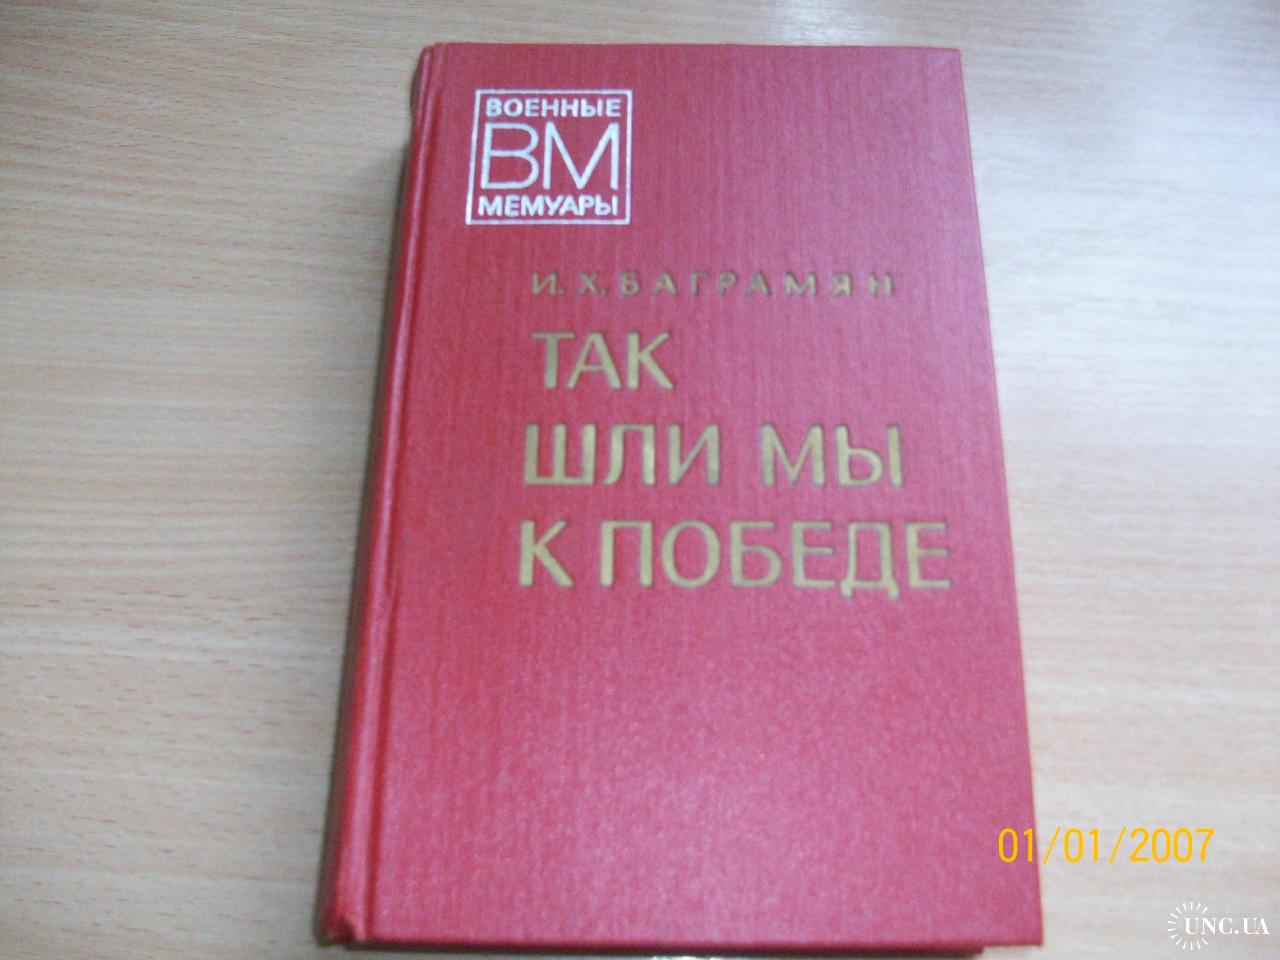 ВОЕННЫЕ
ВМ
МЕМУАРЫ
И. Х. БАГРАМЯН
ТАК
ШЛИ МЫ
К ПОБЕДЕ
01/01/2007
UNC.UA